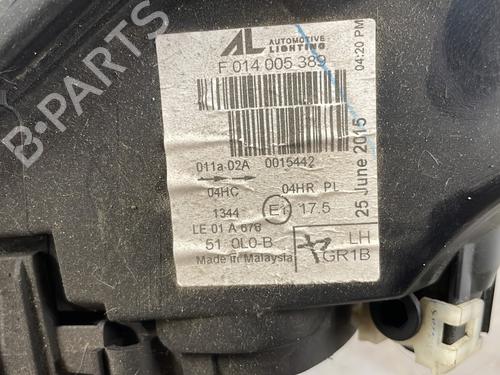 AL AUTOMOTIVE LIGHTING
F 014 005 389
011a 02A 0015442
04HC 04HR PL
1344 E1 17.5
LE 01 A 678
51 0L0-B
Made in Malaysia
LH
GR1B
25 June 2015 04:20 PM
B-PARTS